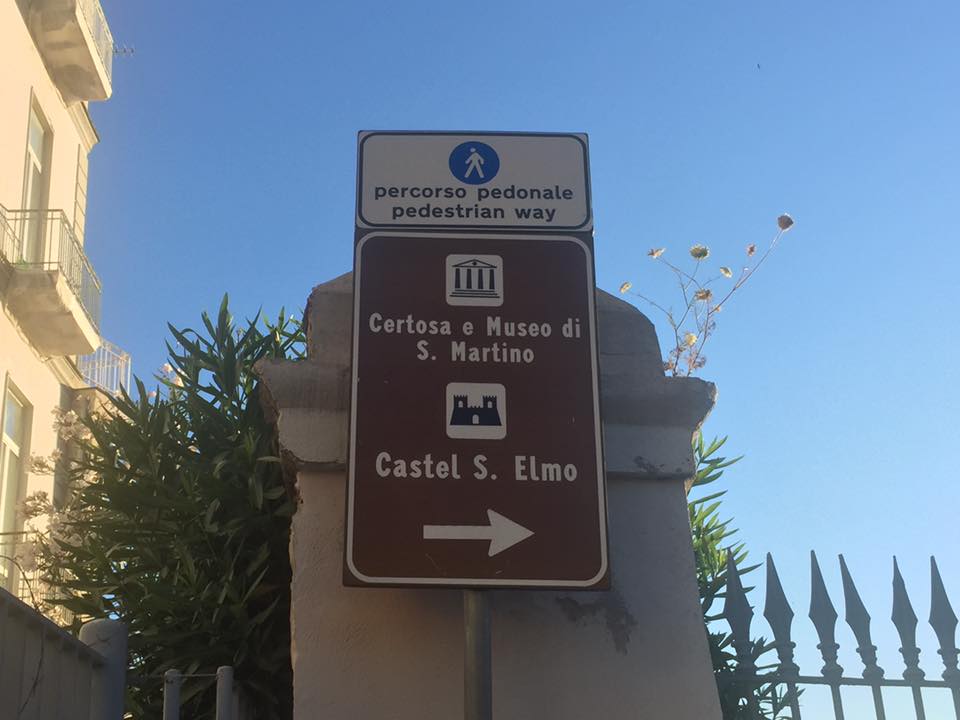 percorso pedonale
pedestrian way
Certosa e Museo di
S. Martino
Castel S. Elmo